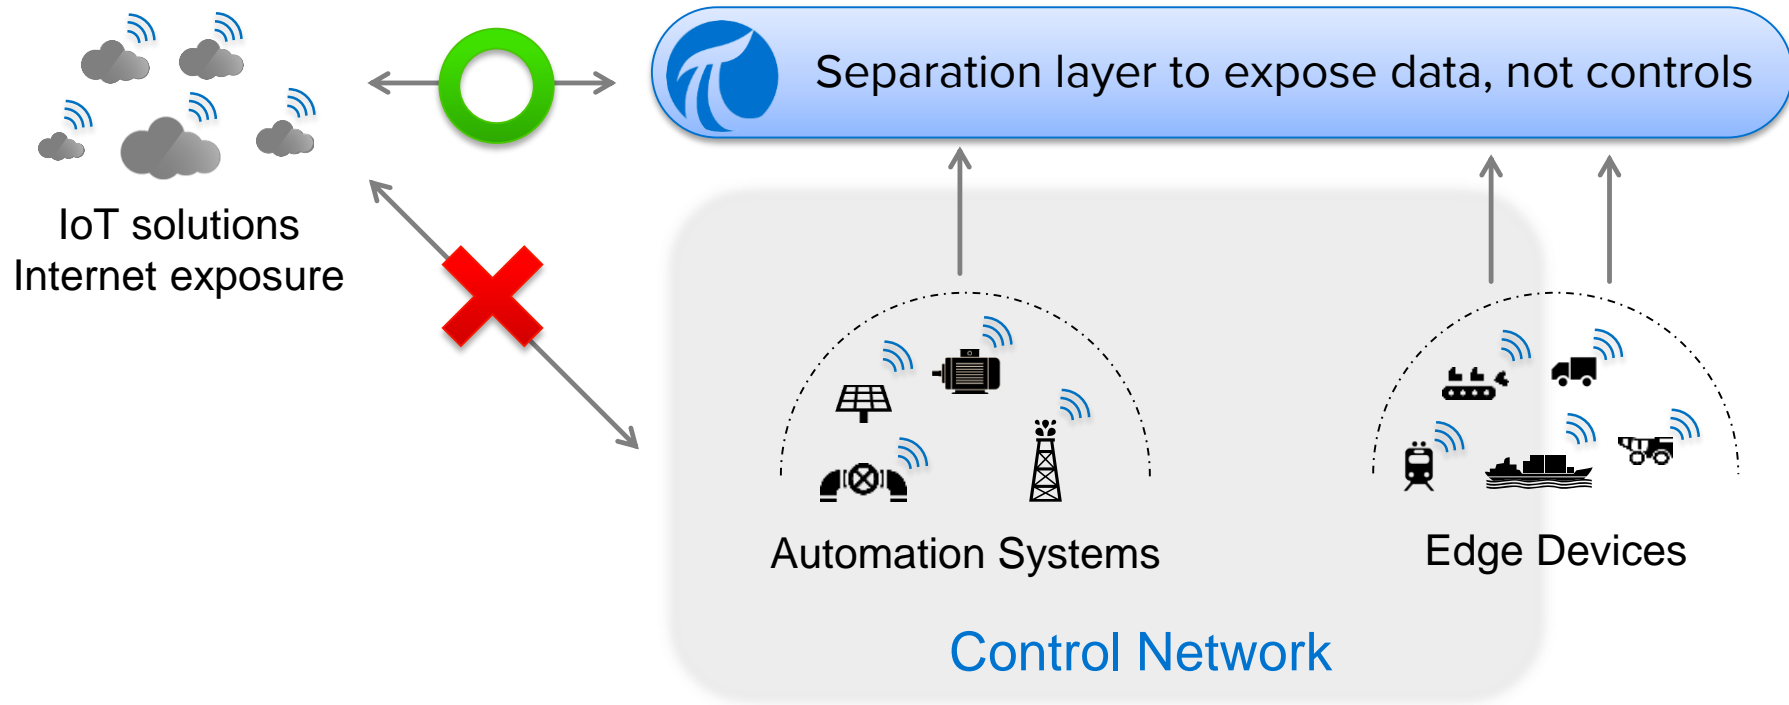 Separation layer to expose data, not controls
IoT solutions
Internet exposure
Automation Systems
Edge Devices
Control Network